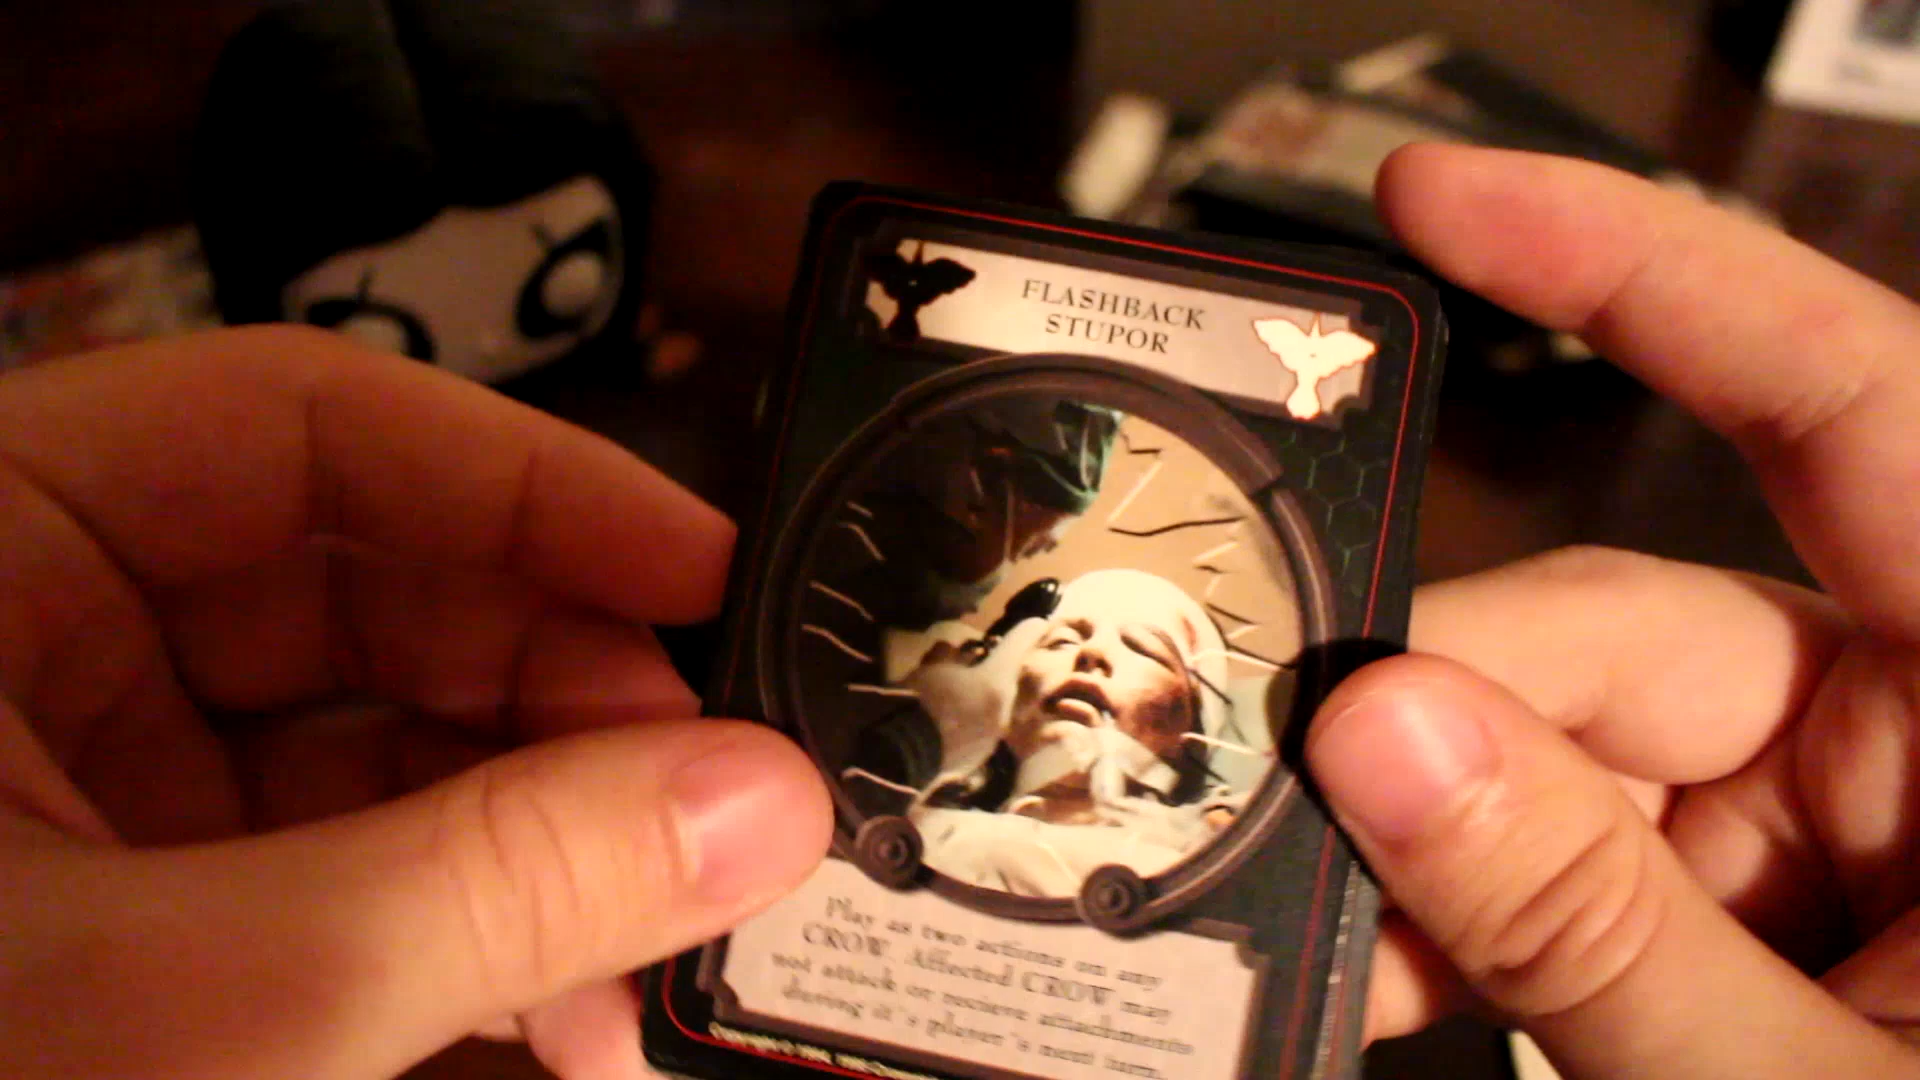 FLASHBACK
STUPOR
Play as two actions on any
CROW. Affected CROW may
not attack or recieve attachments
during it's player's next turn.
Copyright ©